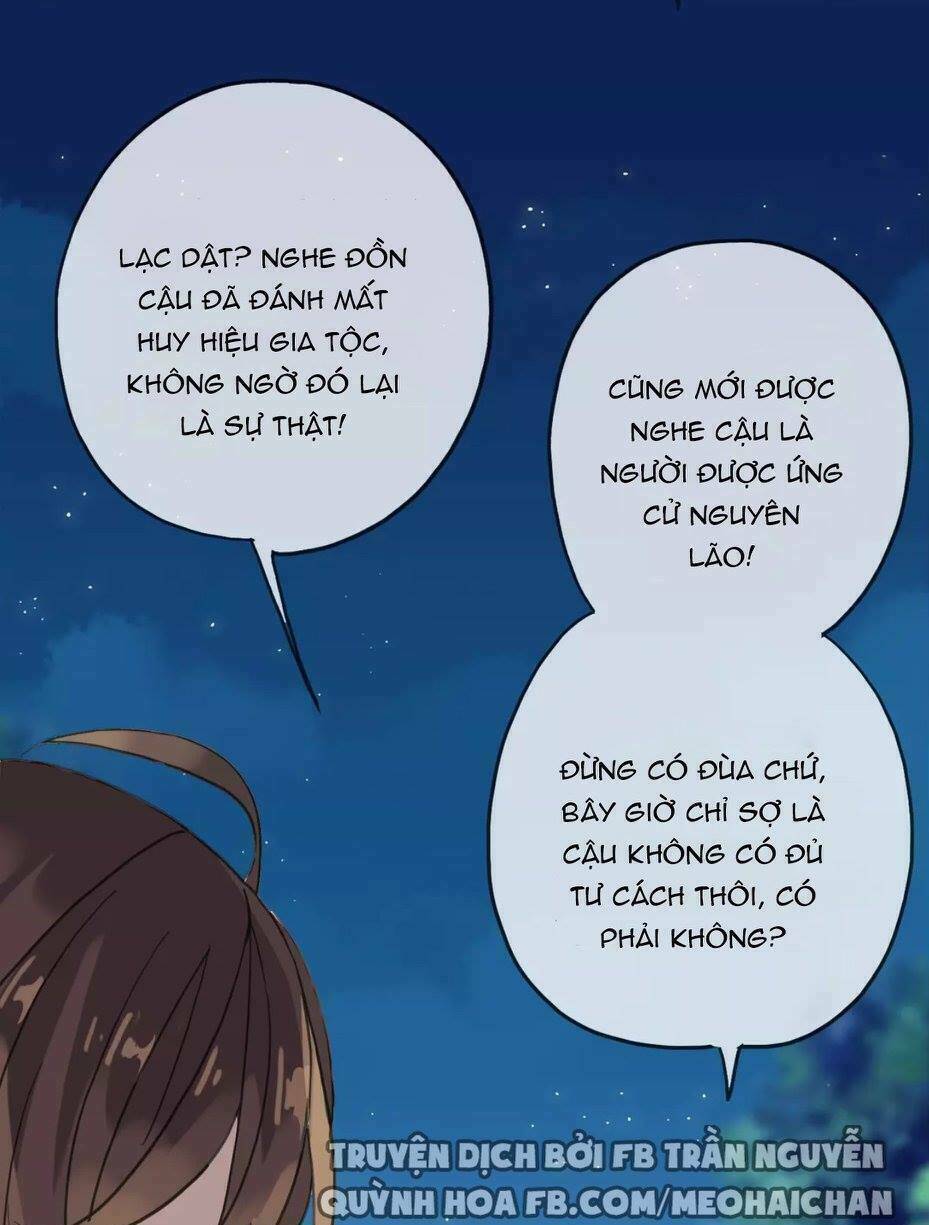 LẠC DẬT? NGHE ĐỒN
CẬU ĐÃ ĐÁNH MẤT
HUY HIỆU GIA TỘC,
KHÔNG NGỜ ĐÓ LẠI
LÀ SỰ THẬT!
CŨNG MỚI ĐƯỢC
NGHE CẬU LÀ
NGƯỜI ĐƯỢC ỨNG
CỬ NGUYÊN
LÃO!
ĐỪNG CÓ ĐÙA CHỨ,
BÂY GIỜ CHỈ SỢ LÀ
CẬU KHÔNG CÓ ĐỦ
TƯ CÁCH THÔI, CÓ
PHẢI KHÔNG?
TRUYỆN DỊCH BỞI FB TRẦN NGUYỄN
QUỲNH HOA FB.COM/MEOHAICHAN